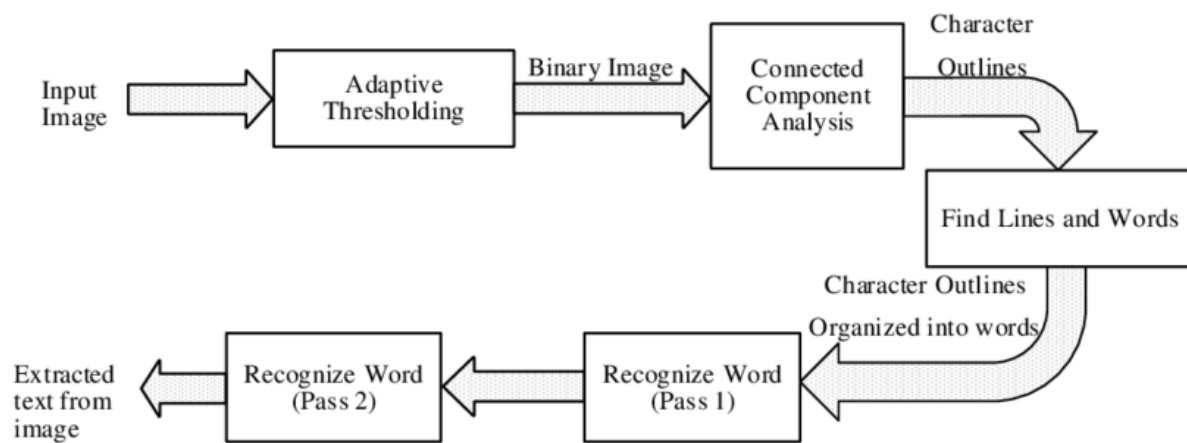 Input
Image
Adaptive
Thresholding
Binary Image
Connected
Component
Analysis
Character
Outlines
Find Lines and Words
Character Outlines
Organized into words
Recognize Word
(Pass 1)
Recognize Word
(Pass 2)
Extracted
text from
image